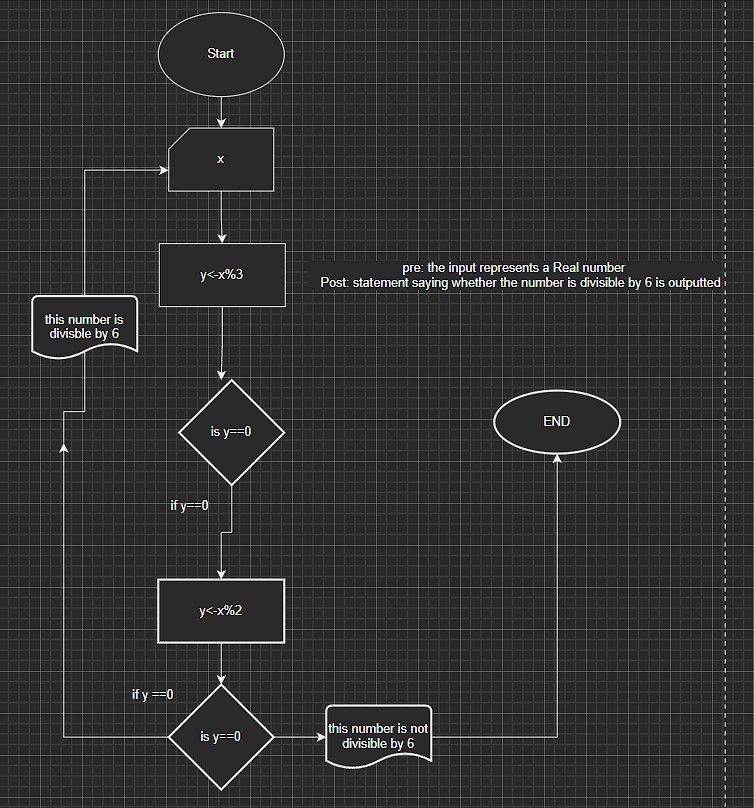 Start
x
y<-x%3
pre: the input represents a Real number
Post: statement saying whether the number is divisible by 6 is outputted
this number is
divisble by 6
is y==0
END
if y==0
y<-x%2
if y ==0
is y==0
this number is not
divisible by 6